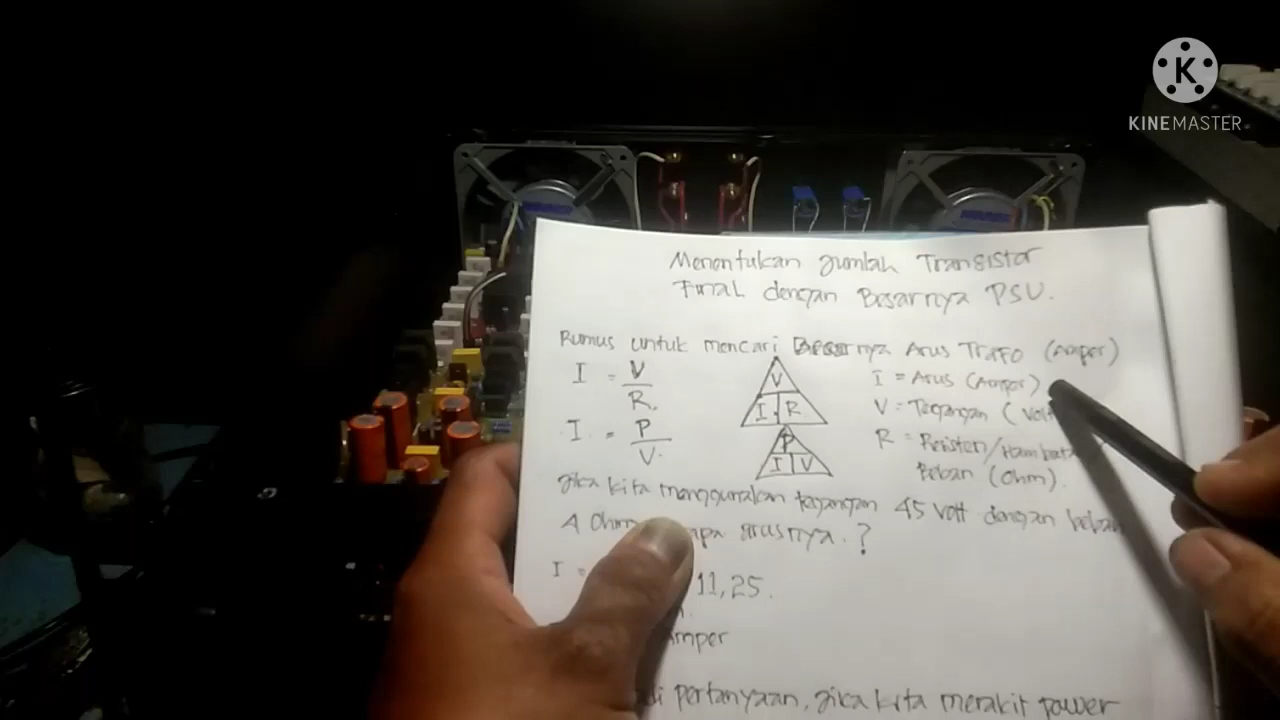 K
KINEMASTER
Menentukan Jumlah Transistor
Final dengan Besarnya PSU.
Rumus untuk mencari Besarnya Arus Trafo (Amper)
I = V
R.
V
I R
I = Arus (Amper)
V = Tegangan (Volt
I = P
V.
P
I V
R = Resisten/Hambata
Beban (Ohm).
Jika kita menggunakan tegangan 45 Volt dengan beban
4 Ohm arusnya.?
I = 11,25.
Amper
pertanyaan, Jika kita merakit power